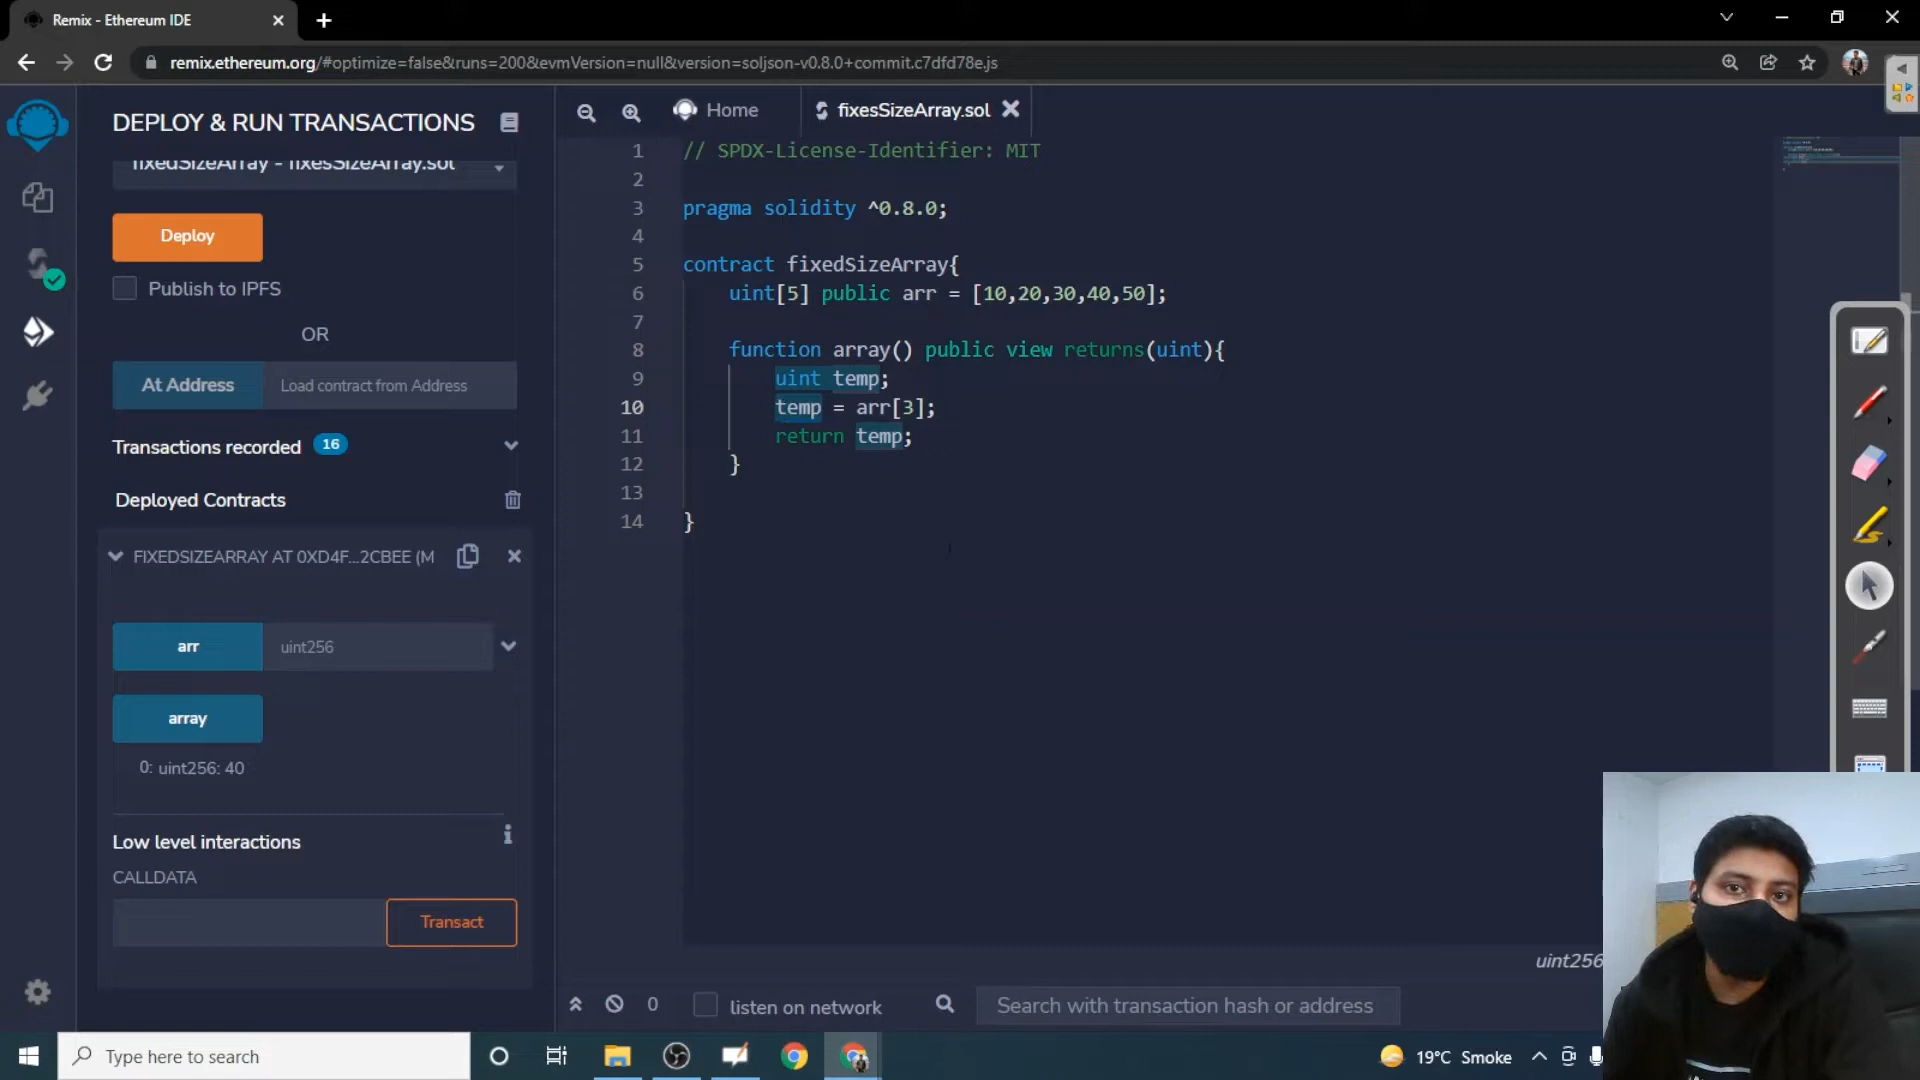 Remix - Ethereum IDE
remix.ethereum.org/#optimize=false&runs=200&evmVersion=null&version=soljson-v0.8.0+commit.c7dfd78e.js
DEPLOY & RUN TRANSACTIONS
fixedSizeArray - fixesSizeArray.sol
Deploy
Publish to IPFS
OR
At Address Load contract from Address
Transactions recorded 16
Deployed Contracts
FIXEDSIZEARRAY AT 0XD4F...2CBEE (M
arr uint256
array
0: uint256: 40
Low level interactions
i
CALLDATA
Transact
Home fixesSizeArray.sol
1 // SPDX-License-Identifier: MIT
2
3 pragma solidity ^0.8.0;
4
5 contract fixedSizeArray{
6 uint[5] public arr = [10,20,30,40,50];
7
8 function array() public view returns(uint){
9 uint temp;
10 temp = arr[3];
11 return temp;
12 }
13
14 }
uint256
0 listen on network Search with transaction hash or address
Type here to search
19°C Smoke